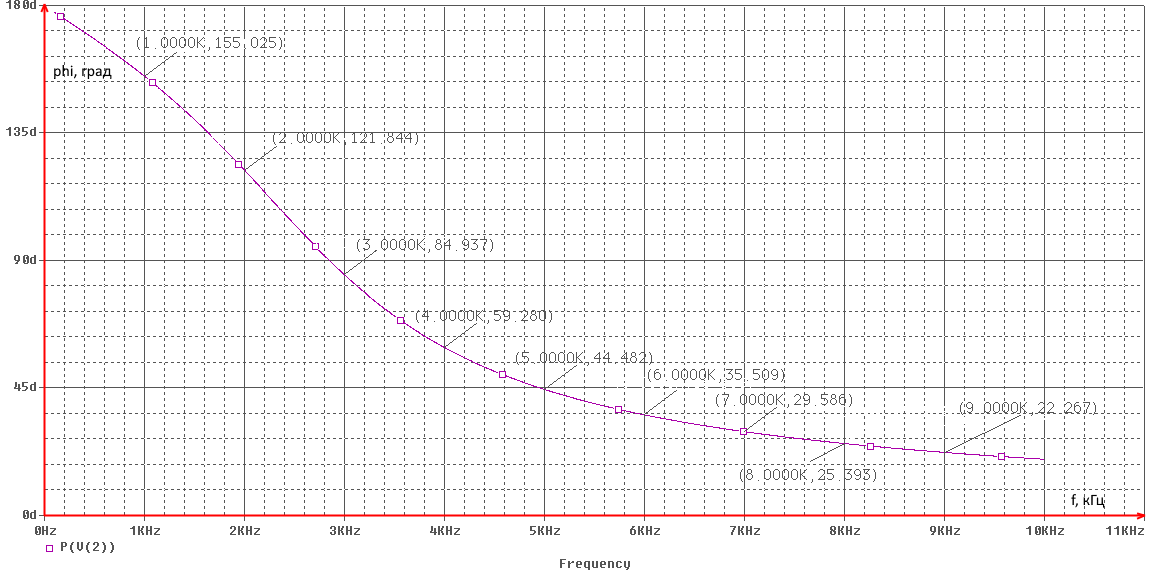 180d
(1.0000K,155.025)
phi, град
135d
(2.0000K,121.844)
90d
(3.0000K,84.937)
(4.0000K,59.280)
(5.0000K,44.482)
45d
(6.0000K,35.509)
(7.0000K,29.586)
(9.0000K,22.267)
(8.0000K,25.393)
f, кГц
0d
0Hz 1KHz 2KHz 3KHz 4KHz 5KHz 6KHz 7KHz 8KHz 9KHz 10KHz 11KHz
P(V(2))
Frequency